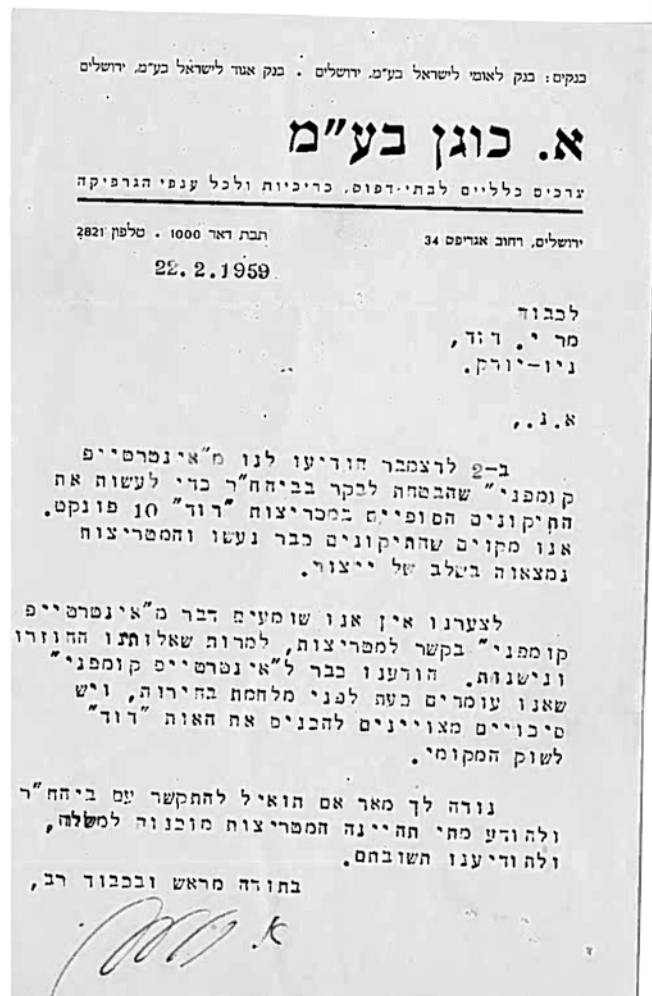 בנקים: בנק לאומי לישראל בע"מ, ירושלים . בנק אגוד לישראל בע"מ, ירושלים
א. כוגן בע"מ
צרכים כלליים לבתי-דפוס, כריכיות ולכל ענפי הגרפיקה
ירושלים, רחוב אגריפס 34 תבת דאר 1000 . טלפון 2821
22.2.1959
לכבוד
מר י. דוד,
ניו-יורק.
א.נ.,
ב-2 לדצמבר הודיעו לנו מ"אינטרטייפ
קומפני" שהבטחת לבקר בביהח"ר כדי לעשות את
התיקונים הסופיים במטריצות "דוד" 10 פונקט.
אנו מקוים שהתיקונים כבר נעשו והמטריצות
נמצאות בשלב של ייצור.
לצערנו אין אנו שומעים דבר מ"אינטרטייפ
קומפני" בקשר למטריצות, למרות שאלותנו החוזרות
ונישנות. הודענו כבר ל"אינטרטייפ קומפני"
שאנו עומדים כעת לפני מלחמת בחירות, ויש
סיכויים מצויינים להכניס את האות "דוד"
לשוק המקומי.
נודה לך מאד אם תואיל להתקשר עם ביהח"ר
ולהודע מתי תהיינה המטריצות מוכנות למשלוח,
ולהודיענו תשובתם.
בתודה מראש ובכבוד רב,
א.